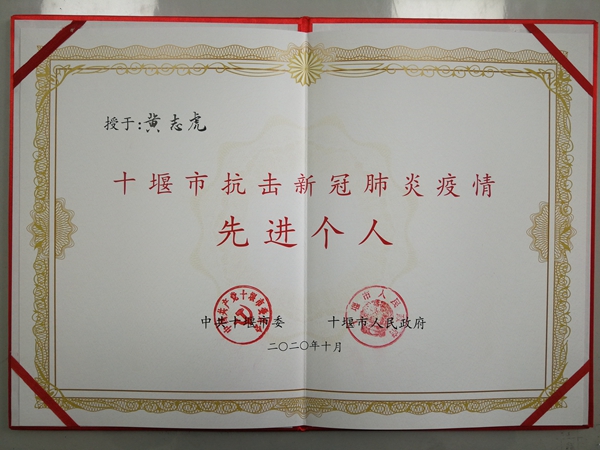 授于:黄志虎
十堰市抗击新冠肺炎疫情
先进个人
中共十堰市委 十堰市人民政府
二〇二〇年十月